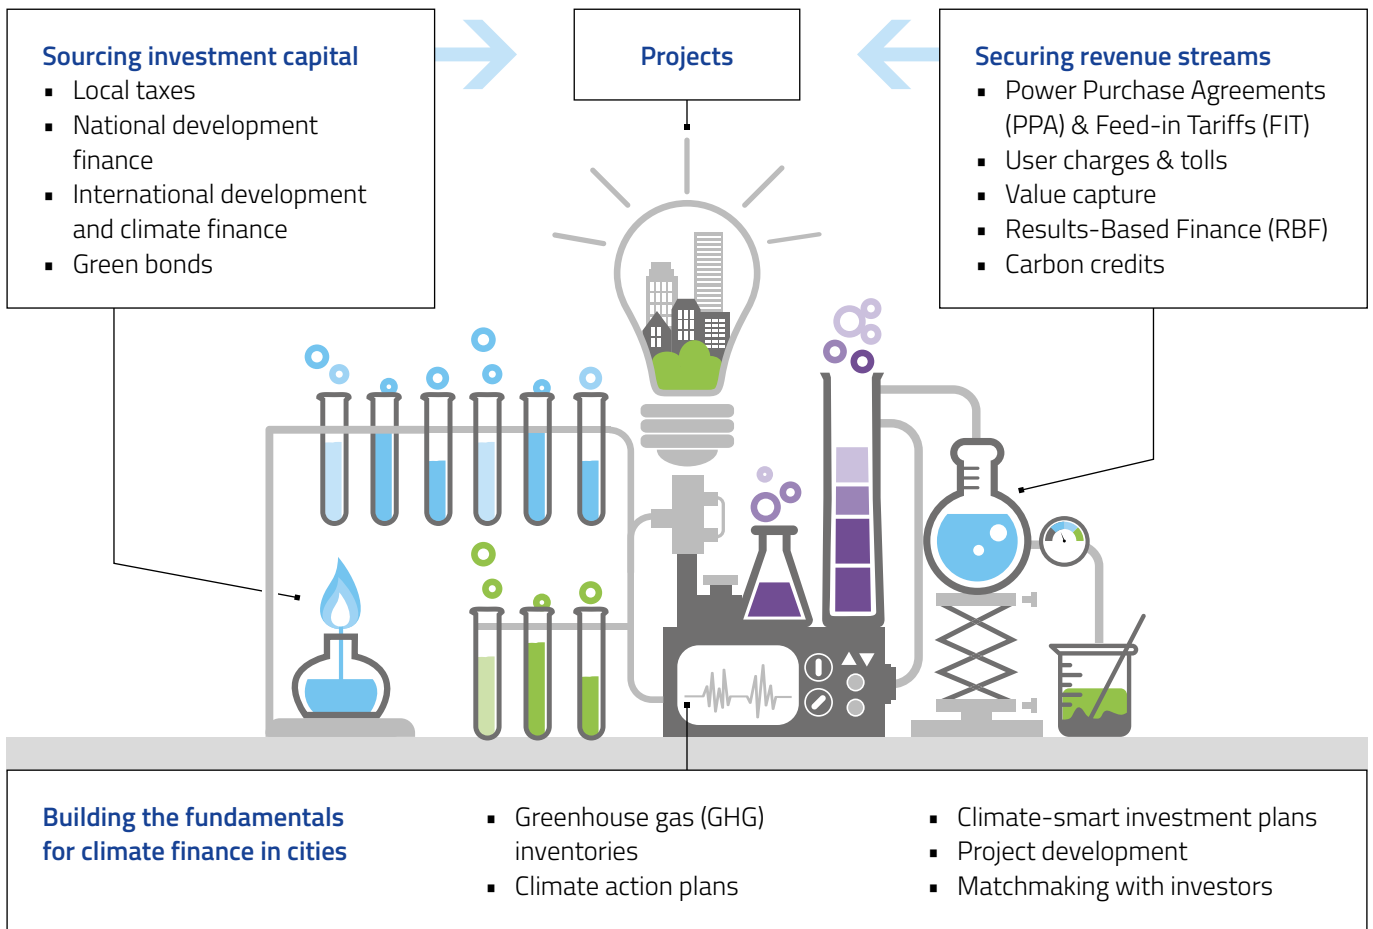 Sourcing investment capital
▪ Local taxes
▪ National development
finance
▪ International development
and climate finance
▪ Green bonds
Projects
Securing revenue streams
▪ Power Purchase Agreements
(PPA) & Feed-in Tariffs (FIT)
▪ User charges & tolls
▪ Value capture
▪ Results-Based Finance (RBF)
▪ Carbon credits
Building the fundamentals
for climate finance in cities
▪ Greenhouse gas (GHG)
inventories
▪ Climate action plans
▪ Climate-smart investment plans
▪ Project development
▪ Matchmaking with investors